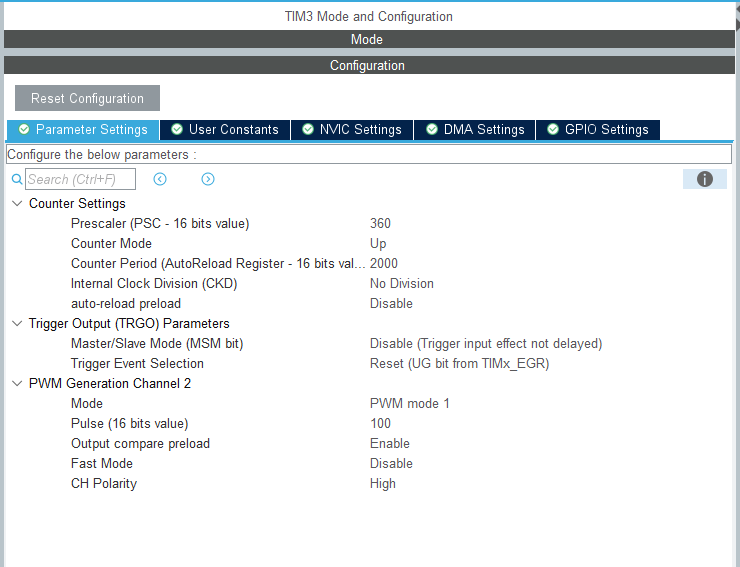 TIM3 Mode and Configuration
Mode
Configuration
Reset Configuration
Parameter Settings User Constants NVIC Settings DMA Settings GPIO Settings
Configure the below parameters :
Search (Ctrl+F)
Counter Settings
Prescaler (PSC - 16 bits value) 360
Counter Mode Up
Counter Period (AutoReload Register - 16 bits val... 2000
Internal Clock Division (CKD) No Division
auto-reload preload Disable
Trigger Output (TRGO) Parameters
Master/Slave Mode (MSM bit) Disable (Trigger input effect not delayed)
Trigger Event Selection Reset (UG bit from TIMx_EGR)
PWM Generation Channel 2
Mode PWM mode 1
Pulse (16 bits value) 100
Output compare preload Enable
Fast Mode Disable
CH Polarity High